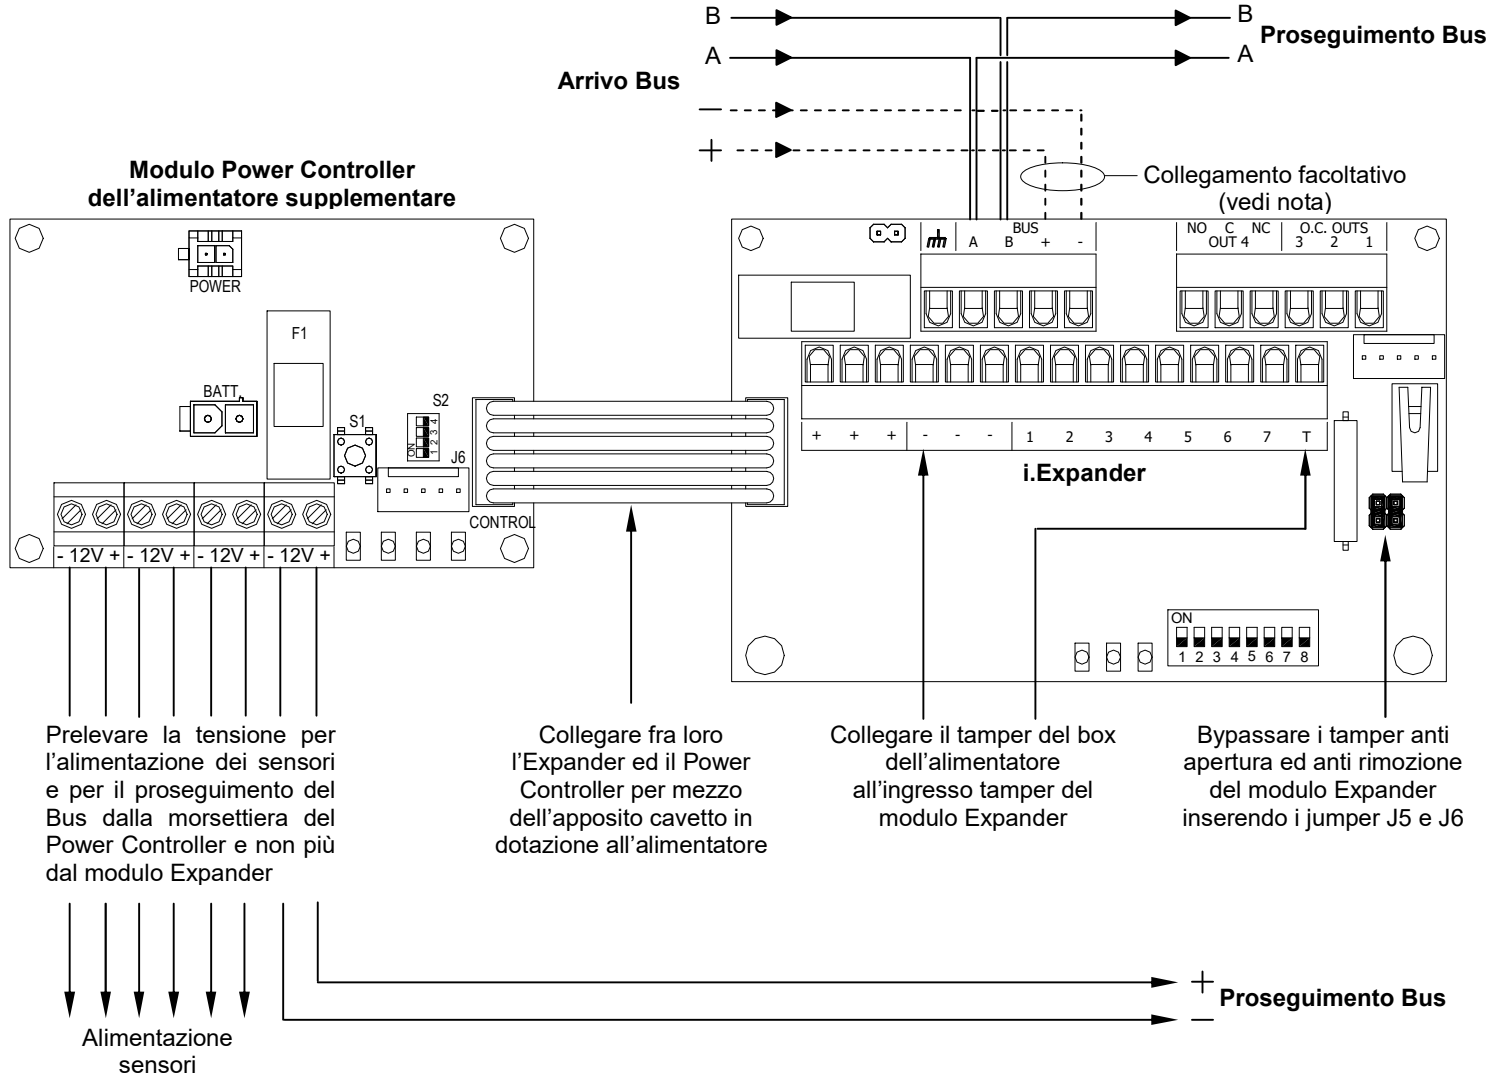 B
B
Proseguimento Bus
A
A
Arrivo Bus
−
+
Modulo Power Controller
dell'alimentatore supplementare
Collegamento facoltativo
(vedi nota)
BUS
A B + -
NO C NC
OUT 4
O.C. OUTS
3 2 1
POWER
F1
BATT.
S1
S2
ON
1 2 3 4
J6
CONTROL
- 12V + - 12V + - 12V + - 12V +
+ + + - - - 1 2 3 4 5 6 7 T
i.Expander
ON
1 2 3 4 5 6 7 8
Prelevare la tensione per
l'alimentazione dei sensori
e per il proseguimento del
Bus dalla morsettiera del
Power Controller e non più
dal modulo Expander
Collegare fra loro
l'Expander ed il Power
Controller per mezzo
dell'apposito cavetto in
dotazione all'alimentatore
Collegare il tamper del box
dell'alimentatore
all'ingresso tamper del
modulo Expander
Bypassare i tamper anti
apertura ed anti rimozione
del modulo Expander
inserendo i jumper J5 e J6
+
Proseguimento Bus
−
Alimentazione
sensori